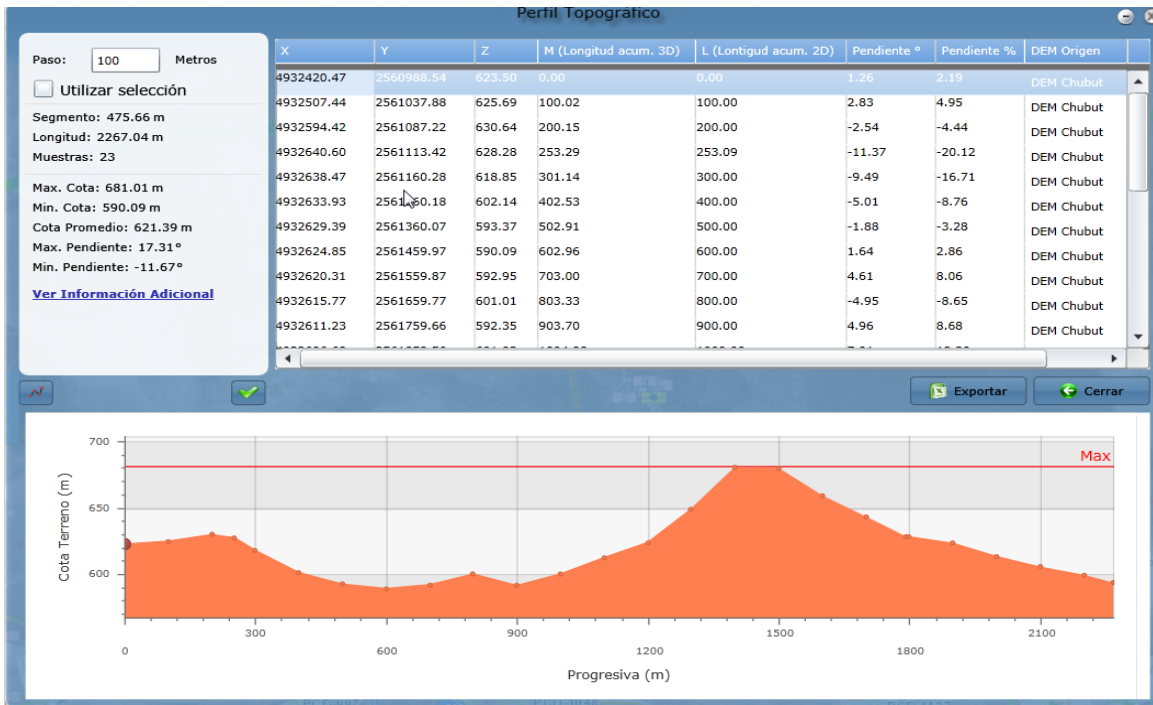 Perfil Topográfico
Paso: 100 Metros
Utilizar selección
Segmento: 475.66 m
Longitud: 2267.04 m
Muestras: 23
Max. Cota: 681.01 m
Min. Cota: 590.09 m
Cota Promedio: 621.39 m
Max. Pendiente: 17.31º
Min. Pendiente: -11.67º
Ver Información Adicional
X Y Z M (Longitud acum. 3D) L (Lontigud acum. 2D) Pendiente º Pendiente % DEM Origen
4932420.47 2560988.54 623.50 0.00 0.00 1.26 2.19 DEM Chubut
4932507.44 2561037.88 625.69 100.02 100.00 2.83 4.95 DEM Chubut
4932594.42 2561087.22 630.64 200.15 200.00 -2.54 -4.44 DEM Chubut
4932640.60 2561113.42 628.28 253.29 253.09 -11.37 -20.12 DEM Chubut
4932638.47 2561160.28 618.85 301.14 300.00 -9.49 -16.71 DEM Chubut
4932633.93 602.14 402.53 400.00 -5.01 -8.76 DEM Chubut
4932629.39 2561360.07 593.37 502.91 500.00 -1.88 -3.28 DEM Chubut
4932624.85 2561459.97 590.09 602.96 600.00 1.64 2.86 DEM Chubut
4932620.31 2561559.87 592.95 703.00 700.00 4.61 8.06 DEM Chubut
4932615.77 2561659.77 601.01 803.33 800.00 -4.95 -8.65 DEM Chubut
4932611.23 2561759.66 592.35 903.70 900.00 4.96 8.68 DEM Chubut
Exportar Cerrar
Max
Cota Terreno (m)
700
650
600
300 900 1500 2100
0 600 1200 1800
Progresiva (m)